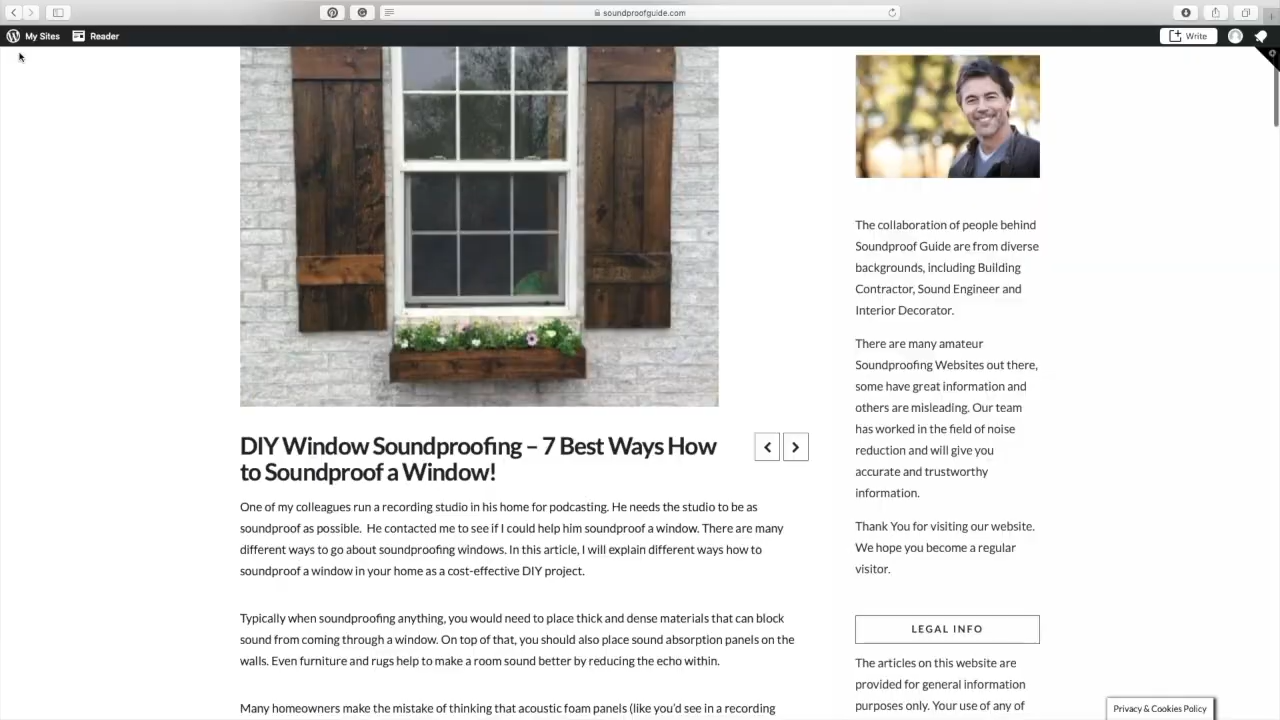 soundproofguide.com
My Sites
Reader
Write
DIY Window Soundproofing – 7 Best Ways How
to Soundproof a Window!
One of my colleagues run a recording studio in his home for podcasting. He needs the studio to be as
soundproof as possible.  He contacted me to see if I could help him soundproof a window. There are many
different ways to go about soundproofing windows. In this article, I will explain different ways how to
soundproof a window in your home as a cost-effective DIY project.
Typically when soundproofing anything, you would need to place thick and dense materials that can block
sound from coming through a window. On top of that, you should also place sound absorption panels on the
walls. Even furniture and rugs help to make a room sound better by reducing the echo within.
Many homeowners make the mistake of thinking that acoustic foam panels (like you'd see in a recording
The collaboration of people behind
Soundproof Guide are from diverse
backgrounds, including Building
Contractor, Sound Engineer and
Interior Decorator.
There are many amateur
Soundproofing Websites out there,
some have great information and
others are misleading. Our team
has worked in the field of noise
reduction and will give you
accurate and trustworthy
information.
Thank You for visiting our website.
We hope you become a regular
visitor.
LEGAL INFO
The articles on this website are
provided for general information
purposes only. Your use of any of
Privacy & Cookies Policy